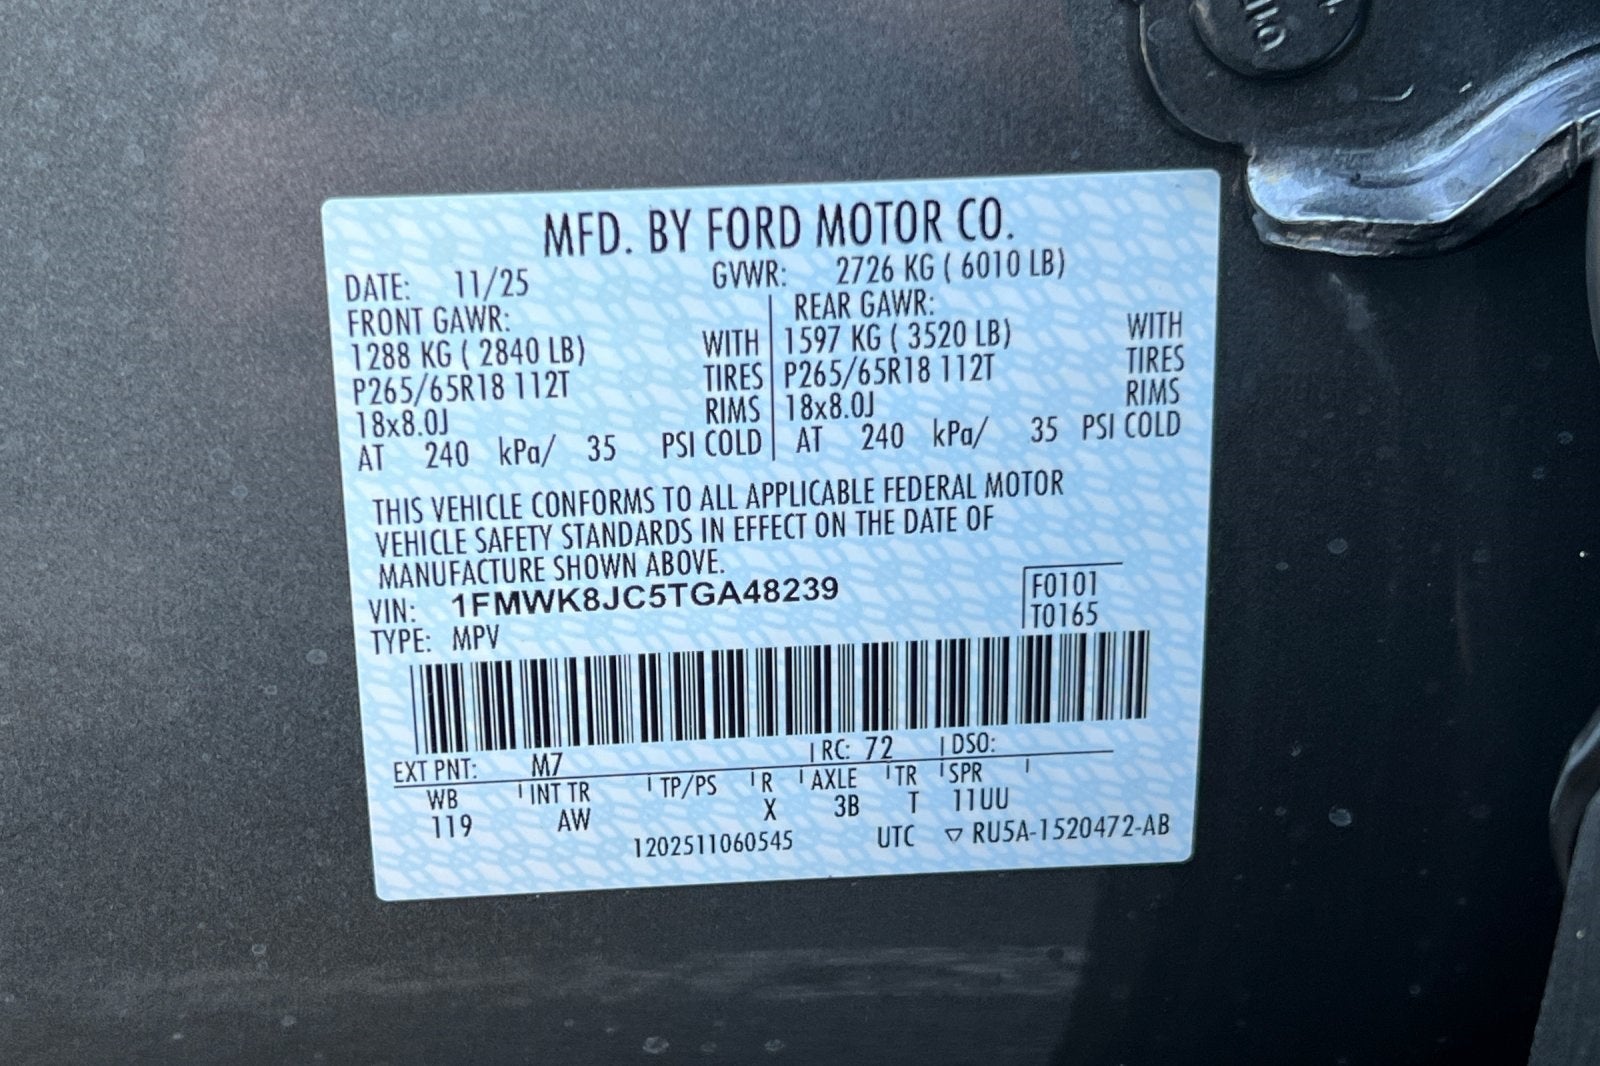 MFD. BY FORD MOTOR CO.
DATE: 11/25 GVWR: 2726 KG ( 6010 LB)
FRONT GAWR: REAR GAWR:
1288 KG ( 2840 LB) WITH 1597 KG ( 3520 LB) WITH
P265/65R18 112T TIRES P265/65R18 112T TIRES
18x8.0J RIMS 18x8.0J RIMS
AT 240 kPa/ 35 PSI COLD AT 240 kPa/ 35 PSI COLD
THIS VEHICLE CONFORMS TO ALL APPLICABLE FEDERAL MOTOR
VEHICLE SAFETY STANDARDS IN EFFECT ON THE DATE OF
MANUFACTURE SHOWN ABOVE.
VIN: 1FMWK8JC5TGA48239 F0101
TYPE: MPV T0165
EXT PNT: M7 RC: 72 DSO:
WB INT TR TP/PS R AXLE TR SPR
119 AW X 3B T 11UU
1202511060545 UTC ▽ RU5A-1520472-AB